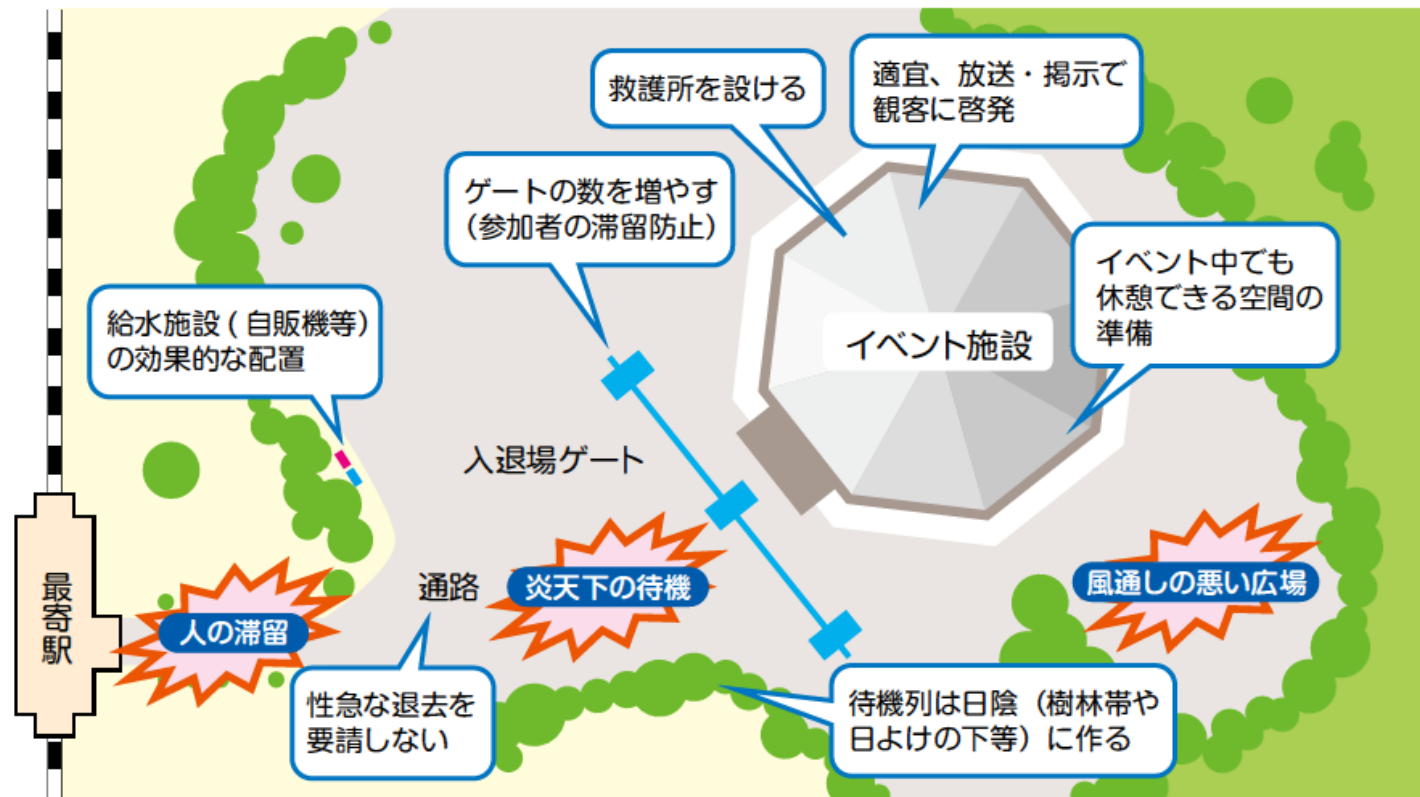 救護所を設ける
適宜、放送・掲示で
観客に啓発
ゲートの数を増やす
(参加者の滞留防止)
イベント中でも
休憩できる空間の
準備
給水施設 ( 自販機等)
の効果的な配置
イベント施設
入退場ゲート
最寄駅
人の滞留
通路
炎天下の待機
風通しの悪い広場
性急な退去を
要請しない
待機列は日陰（樹林帯や
日よけの下等）に作る